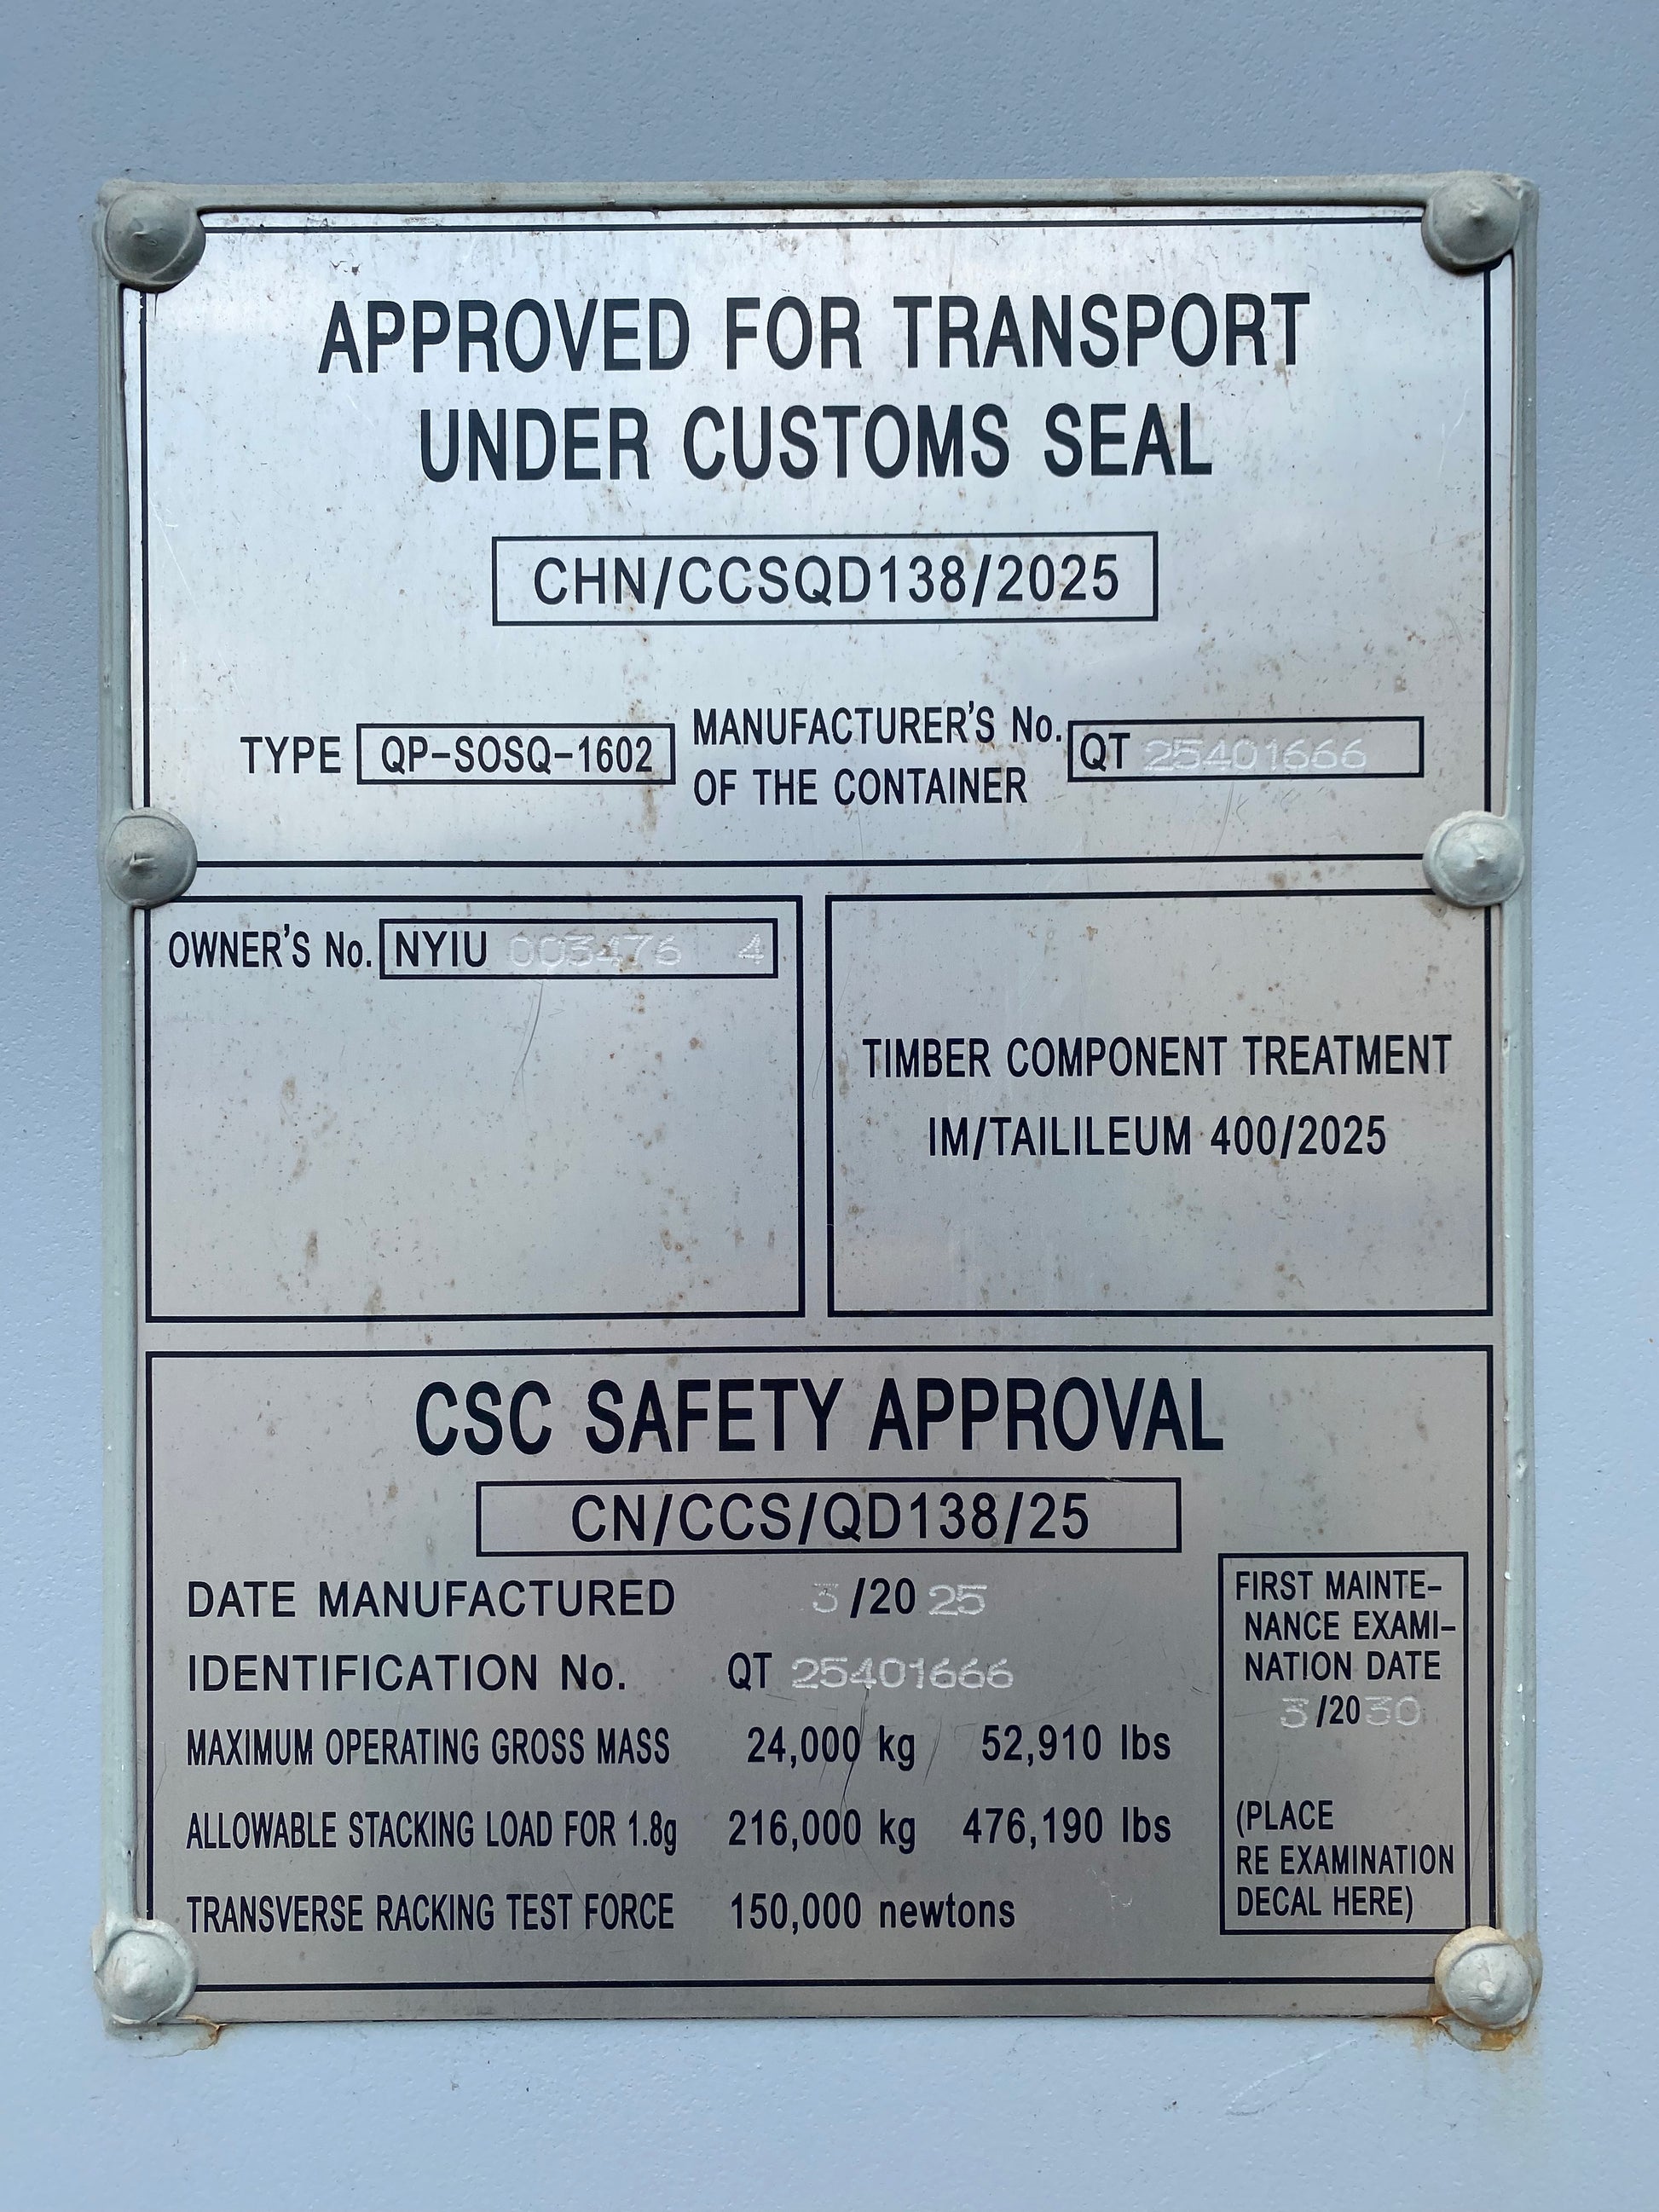 APPROVED FOR TRANSPORT
UNDER CUSTOMS SEAL
CHN/CCSQD138/2025
TYPE QP-SOSQ-1602 MANUFACTURER'S No. OF THE CONTAINER QT 25401666
OWNER'S No. NYIU 003476 4
TIMBER COMPONENT TREATMENT
IM/TAILILEUM 400/2025
CSC SAFETY APPROVAL
CN/CCS/QD138/25
DATE MANUFACTURED 3/2025
IDENTIFICATION No. QT 25401666
MAXIMUM OPERATING GROSS MASS 24,000 kg 52,910 lbs
ALLOWABLE STACKING LOAD FOR 1.8g 216,000 kg 476,190 lbs
TRANSVERSE RACKING TEST FORCE 150,000 newtons
FIRST MAINTE-
NANCE EXAMI-
NATION DATE
3/2030
(PLACE
RE EXAMINATION
DECAL HERE)